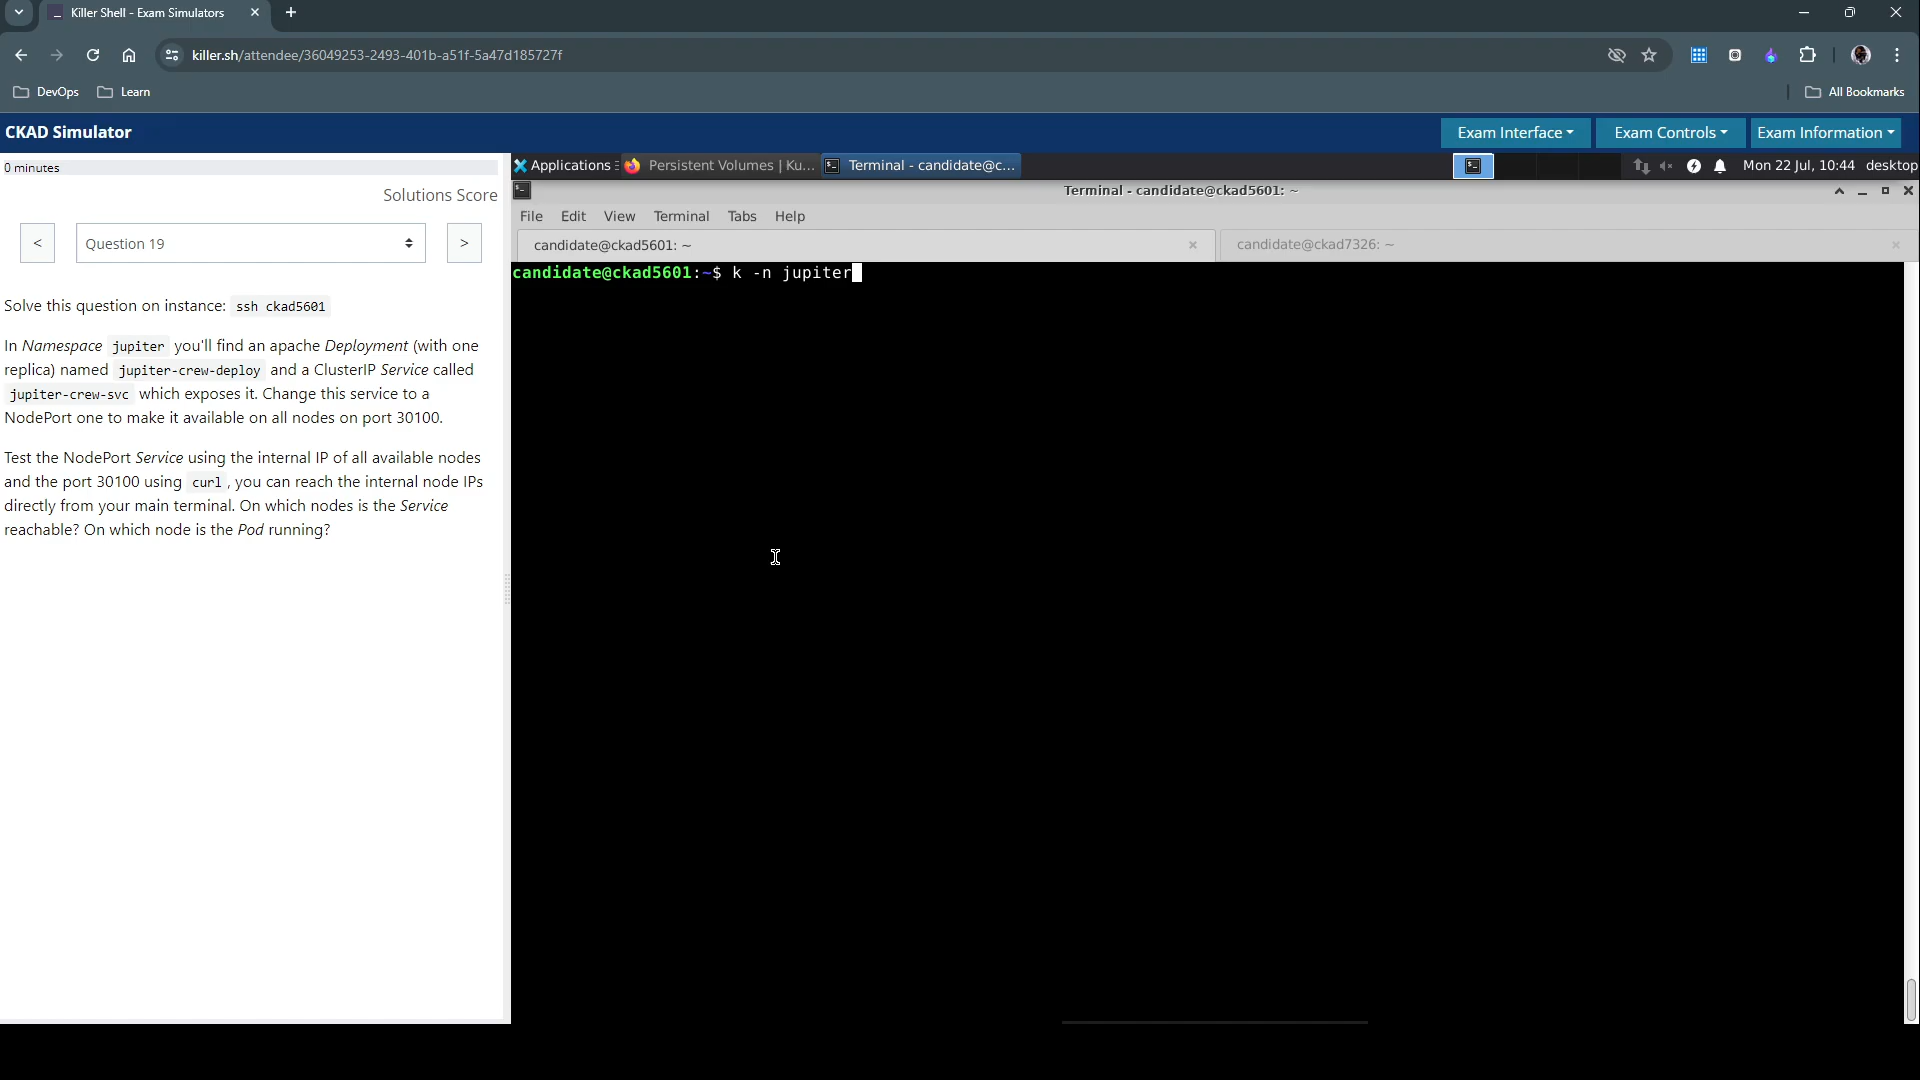 Killer Shell - Exam Simulators
killer.sh/attendee/36049253-2493-401b-a51f-5a47d185727f
DevOps
Learn
All Bookmarks
CKAD Simulator
Exam Interface
Exam Controls
Exam Information
0 minutes
Applications
Persistent Volumes | Ku...
Terminal - candidate@c...
Mon 22 Jul, 10:44
desktop
Solutions Score
Terminal - candidate@ckad5601: ~
File Edit View Terminal Tabs Help
<
Question 19
>
candidate@ckad5601: ~
candidate@ckad7326: ~
candidate@ckad5601:~$ k -n jupiter
Solve this question on instance: ssh ckad5601
In Namespace jupiter you'll find an apache Deployment (with one
replica) named jupiter-crew-deploy and a ClusterIP Service called
jupiter-crew-svc which exposes it. Change this service to a
NodePort one to make it available on all nodes on port 30100.
Test the NodePort Service using the internal IP of all available nodes
and the port 30100 using curl, you can reach the internal node IPs
directly from your main terminal. On which nodes is the Service
reachable? On which node is the Pod running?